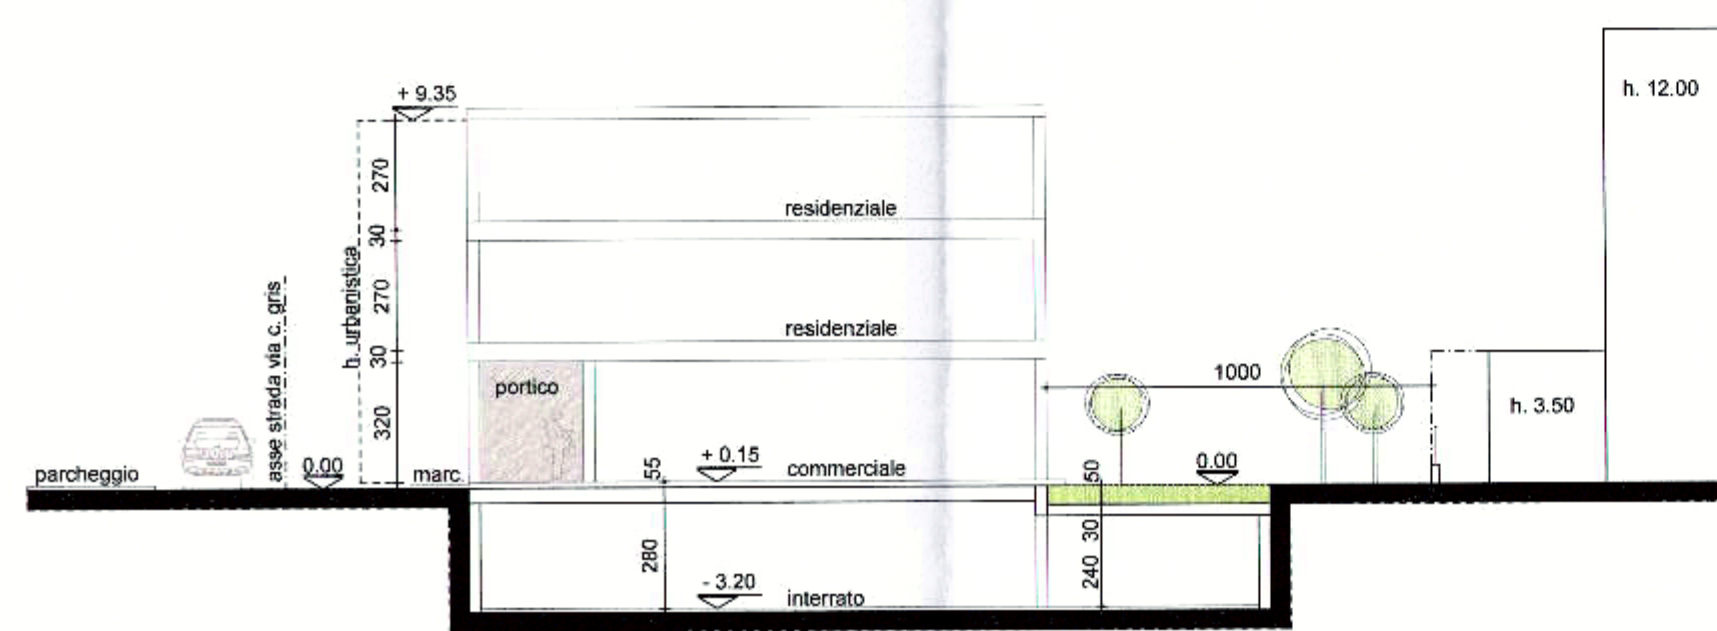 h. 12.00
+ 9.35
270
residenziale
30
h. urbanistica
asse strada via c. gris
270
residenziale
30
portico
1000
h. 3.50
320
parcheggio
0.00
marc.
55
+ 0.15
commerciale
50
0.00
280
30
240
- 3.20
interrato